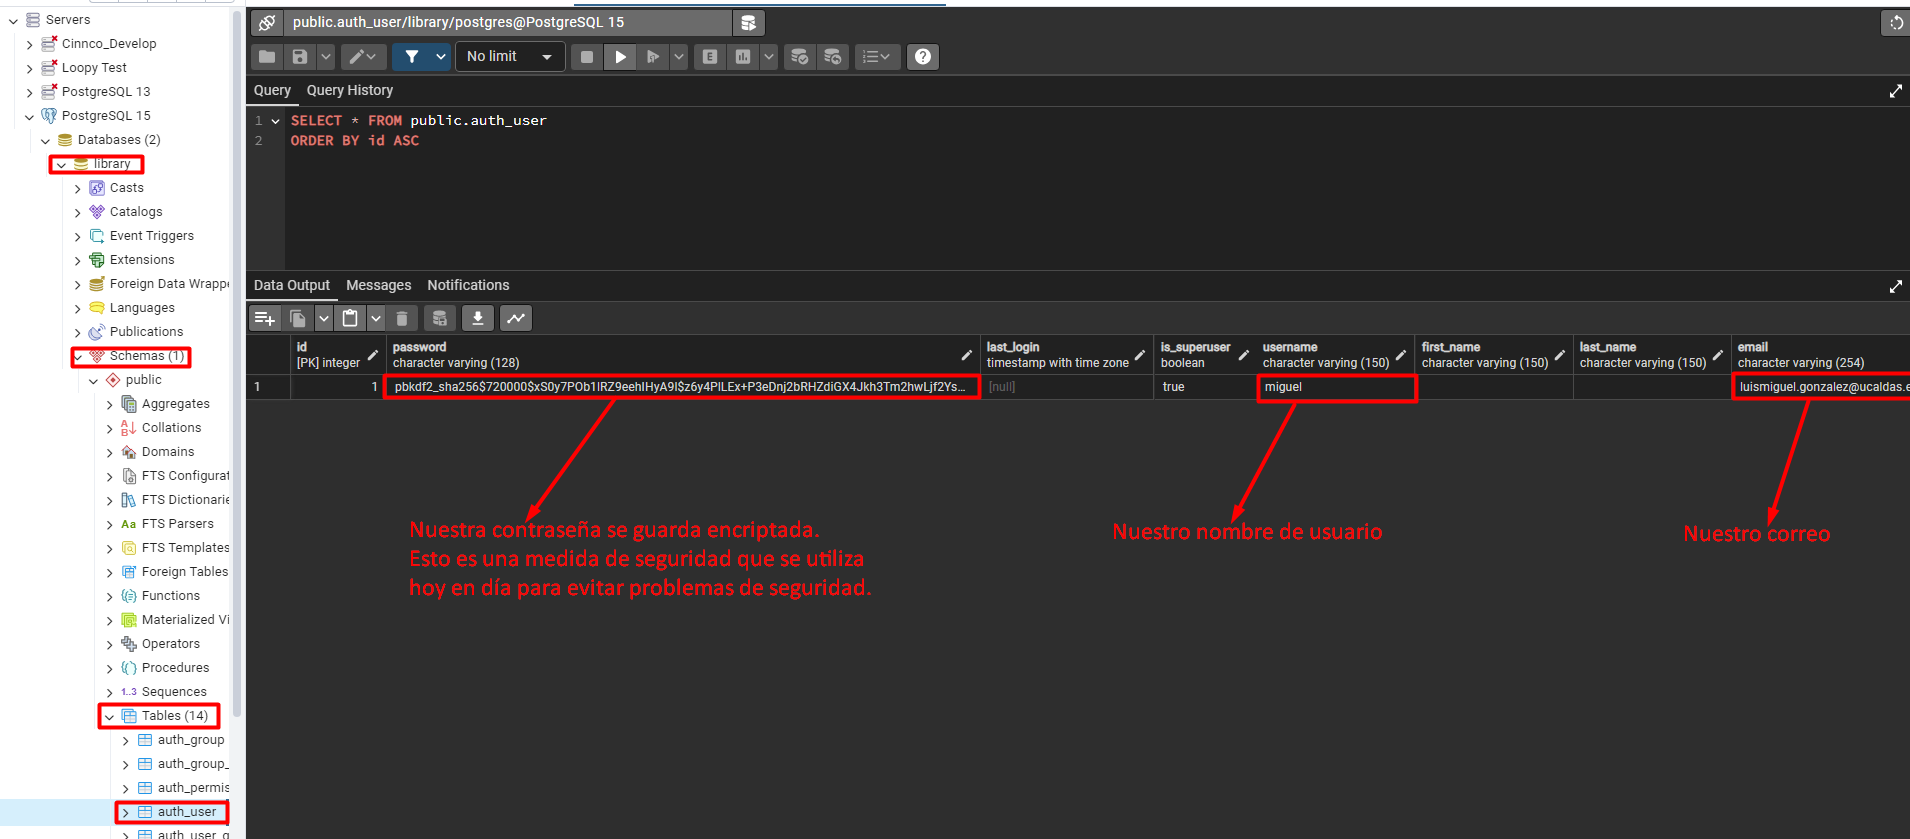 Servers
Cinnco_Develop
Loopy Test
PostgreSQL 13
PostgreSQL 15
Databases (2)
library
Casts
Catalogs
Event Triggers
Extensions
Foreign Data Wrappe
Languages
Publications
Schemas (1)
public
Aggregates
Collations
Domains
FTS Configurat
FTS Dictionarie
FTS Parsers
FTS Templates
Foreign Tables
Functions
Materialized Vi
Operators
Procedures
1..3 Sequences
Tables (14)
auth_group
auth_group_
auth_permis
auth_user
auth_user_g
public.auth_user/library/postgres@PostgreSQL 15
No limit
Query Query History
1 SELECT * FROM public.auth_user
2 ORDER BY id ASC
Data Output Messages Notifications
id password last_login is_superuser username first_name last_name email
[PK] integer character varying (128) timestamp with time zone boolean character varying (150) character varying (150) character varying (150) character varying (254)
1 1 [null] true miguel luismiguel.gonzalez@ucaldas.e
Nuestra contraseña se guarda encriptada.
Esto es una medida de seguridad que se utiliza
hoy en día para evitar problemas de seguridad.
Nuestro nombre de usuario
Nuestro correo